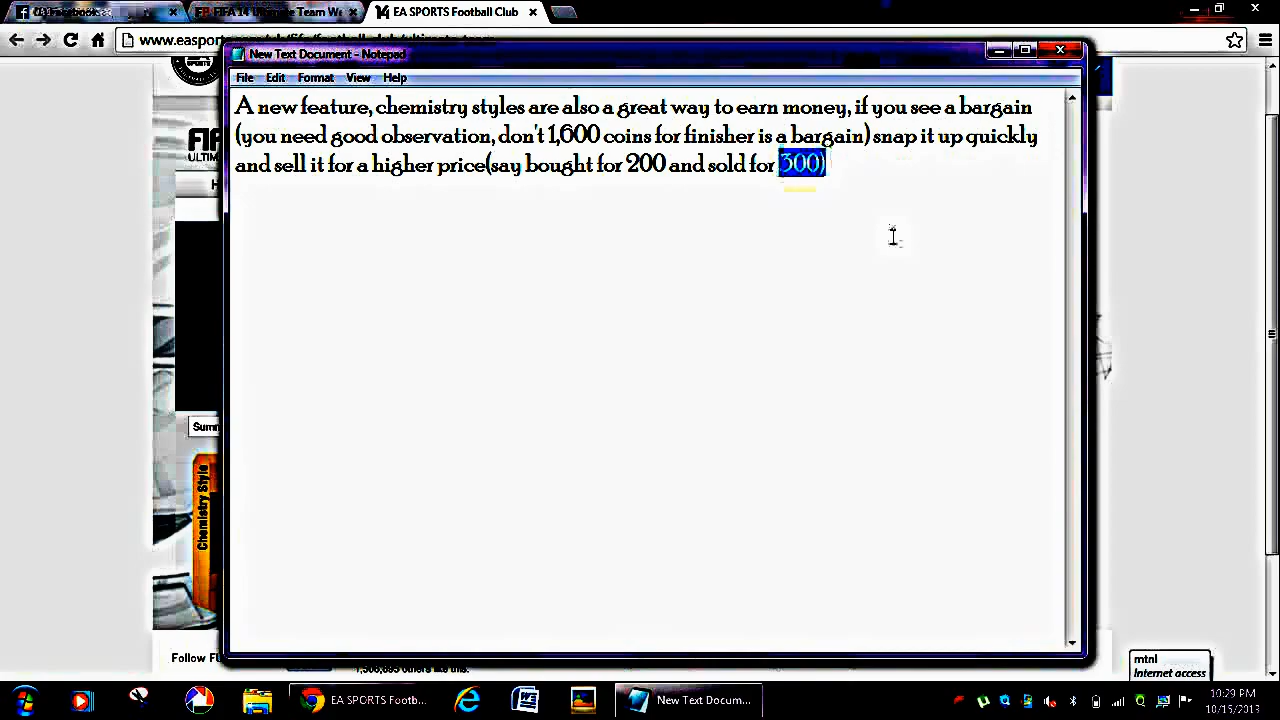 EA SPORTS Football Club
New Text Document - Notepad
File Edit Format View Help
A new feature, chemistry styles are also a great way to earn money, if you see a bargain
(you need good observation, don't 1,600 coins for finisher is a bargain) snap it up quickly
and sell it for a higher price(say bought for 200 and sold for 300)
Chemistry Style
mtnl
Internet access
EA SPORTS Footb...
New Text Docum...
10:29 PM
10/15/2013